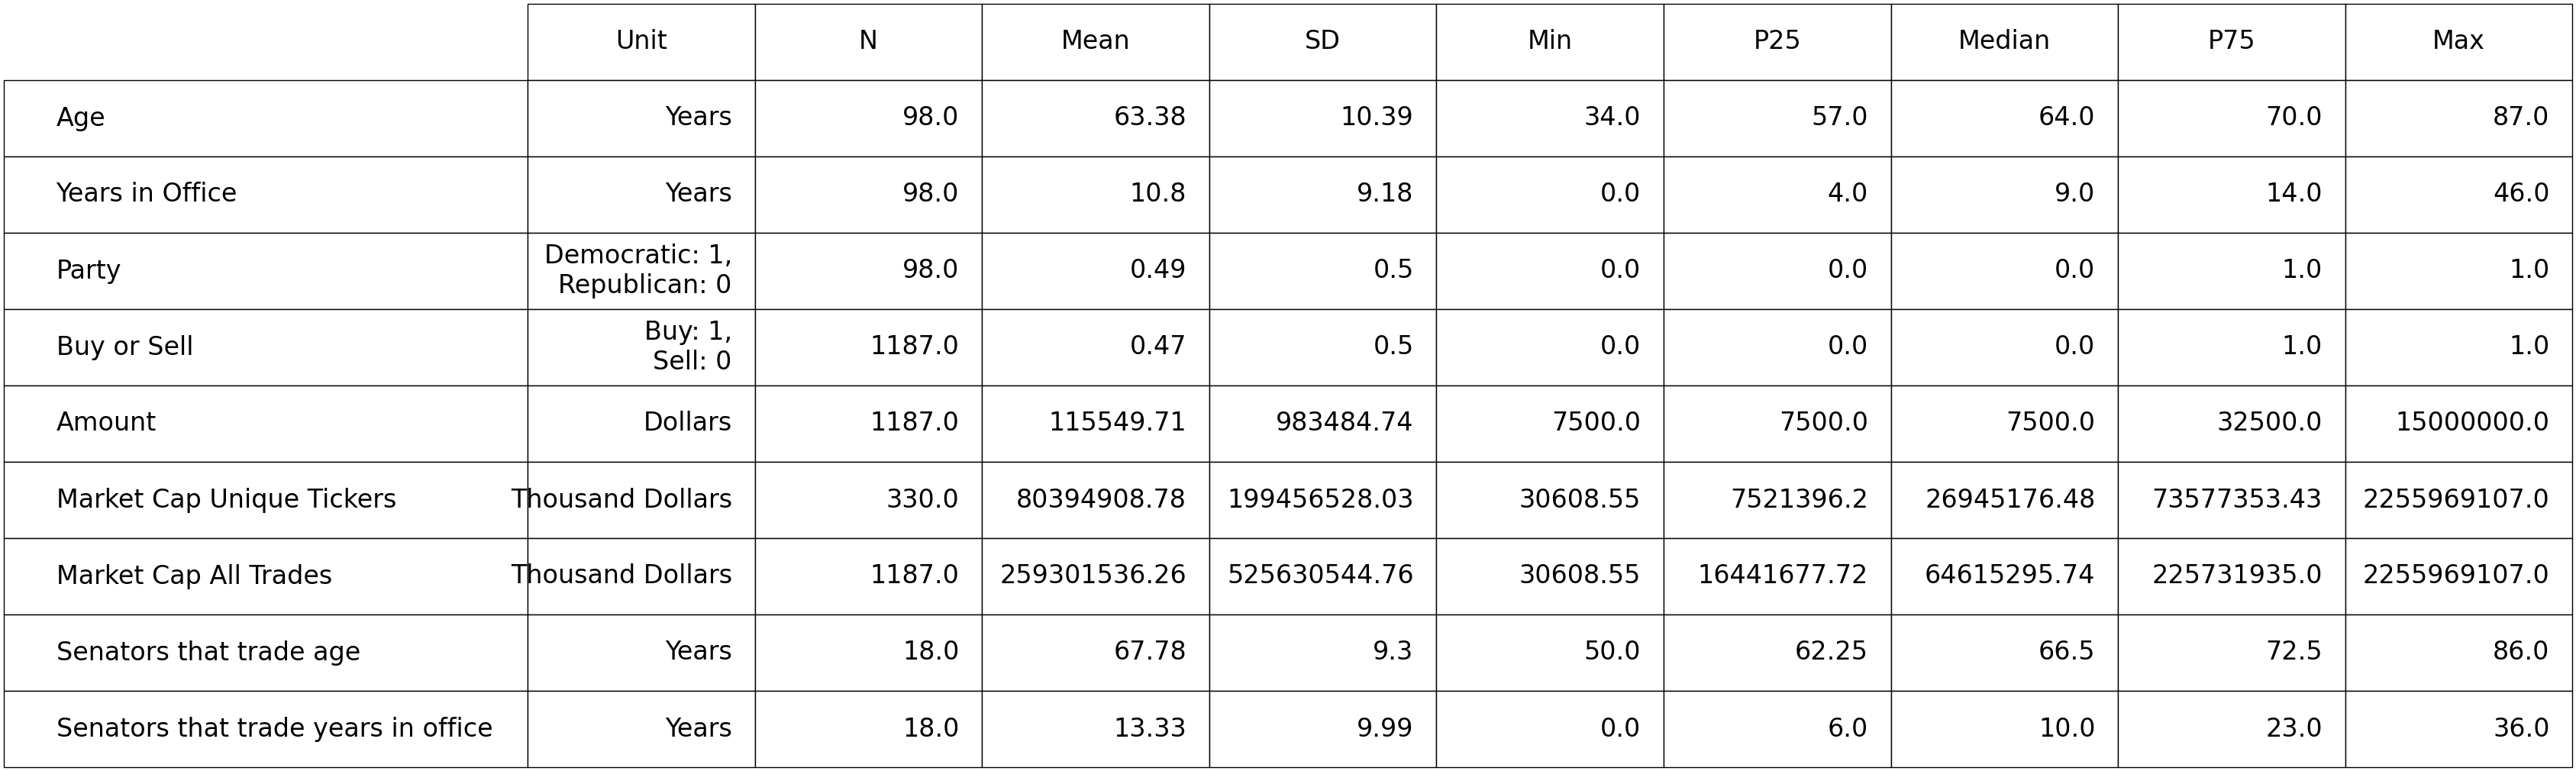 Unit N Mean SD Min P25 Median P75 Max
Age Years 98.0 63.38 10.39 34.0 57.0 64.0 70.0 87.0
Years in Office Years 98.0 10.8 9.18 0.0 4.0 9.0 14.0 46.0
Party Democratic: 1, 98.0 0.49 0.5 0.0 0.0 0.0 1.0 1.0
Republican: 0
Buy or Sell Buy: 1, 1187.0 0.47 0.5 0.0 0.0 0.0 1.0 1.0
Sell: 0
Amount Dollars 1187.0 115549.71 983484.74 7500.0 7500.0 7500.0 32500.0 15000000.0
Market Cap Unique Tickers Thousand Dollars 330.0 80394908.78 199456528.03 30608.55 7521396.2 26945176.48 73577353.43 2255969107.0
Market Cap All Trades Thousand Dollars 1187.0 259301536.26 525630544.76 30608.55 16441677.72 64615295.74 225731935.0 2255969107.0
Senators that trade age Years 18.0 67.78 9.3 50.0 62.25 66.5 72.5 86.0
Senators that trade years in office Years 18.0 13.33 9.99 0.0 6.0 10.0 23.0 36.0